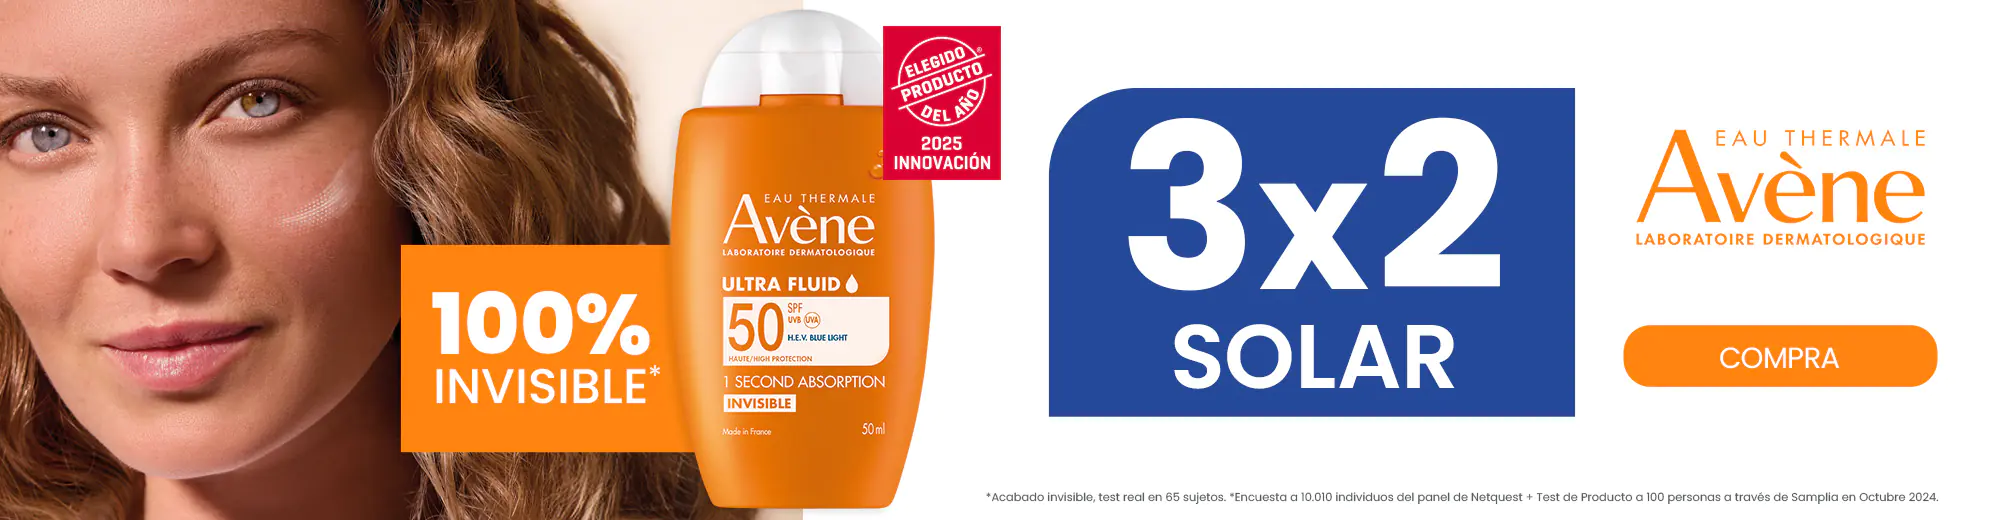 100%
INVISIBLE*
EAU THERMALE
Avène
LABORATOIRE DERMATOLOGIQUE
ULTRA FLUID
50
SPF
UVB UVA
H.E.V. BLUE LIGHT
HAUTE/HIGH PROTECTION
1 SECOND ABSORPTION
INVISIBLE
Made in France
50 ml
ELEGIDO®
PRODUCTO
DEL AÑO
2025
INNOVACIÓN
3x2
SOLAR
EAU THERMALE
Avène
LABORATOIRE DERMATOLOGIQUE
COMPRA
*Acabado invisible, test real en 65 sujetos. *Encuesta a 10.010 individuos del panel de Netquest + Test de Producto a 100 personas a través de Samplia en Octubre 2024.